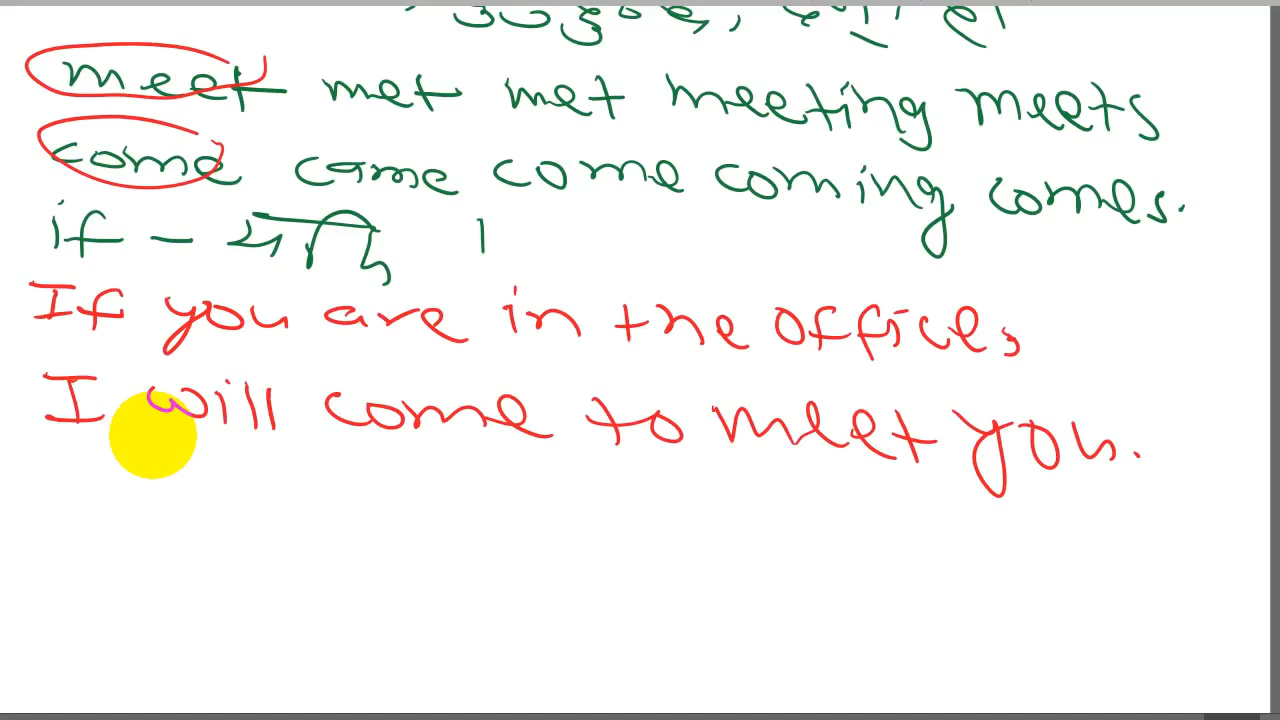 meet met met meeting meets
come came come coming comes.
if -
If you are in the office,
I will come to meet you.